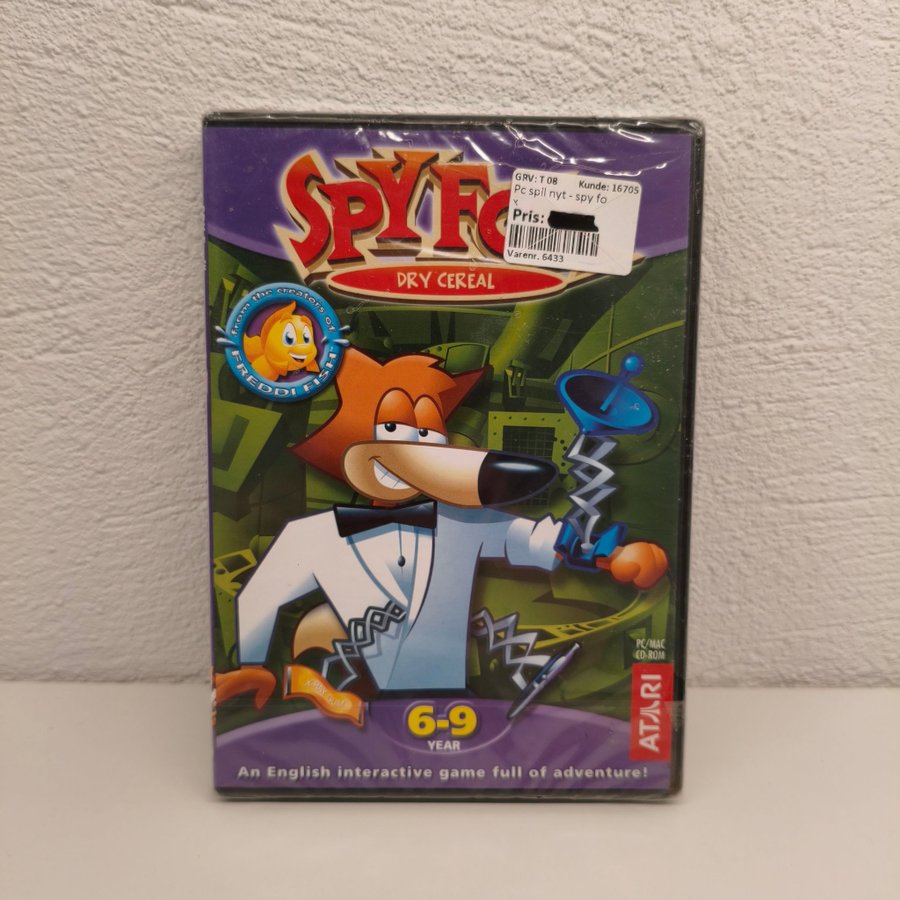 SPY FO
GRV: T 08 Kunde: 16705
Pc spil nyt - spy fo
x
Pris:
Varenr. 6433
DRY CEREAL
from the creators of
FREDDI FISH
PC/MAC
CD-ROM
ATARI
6-9
YEAR
An English interactive game full of adventure!